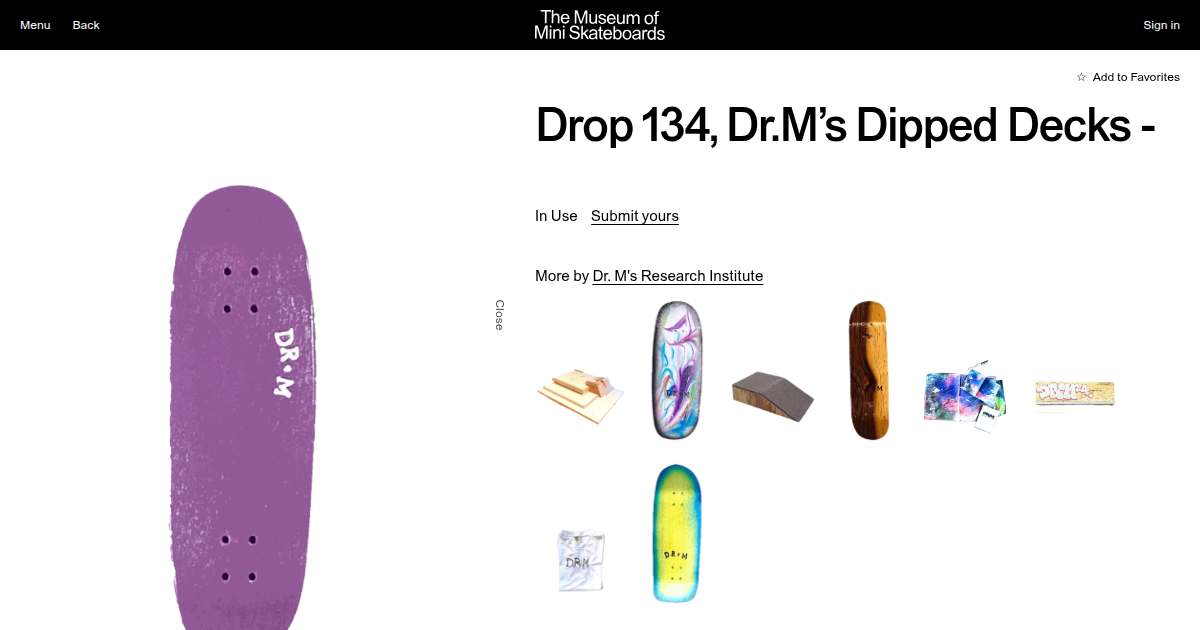 Menu
Back
The Museum of
Mini Skateboards
Sign in
☆ Add to Favorites
Drop 134, Dr.M’s Dipped Decks -
In Use
Submit yours
More by Dr. M's Research Institute
Close
DR•M
DR•M
DRM